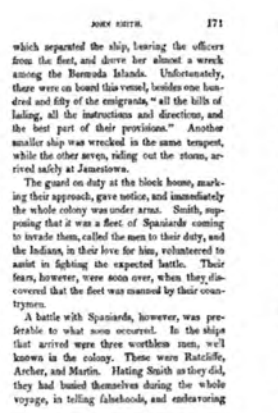 JOHN SMITH. 171
which separated the ship, bearing the officers
from the fleet, and drove her almost a wreck
among the Bermuda Islands. Unfortunately,
there were on board this vessel, besides one hun-
dred and fifty of the emigrants, "all the bills of
lading, all the instructions and directions, and
the best part of their provisions." Another
smaller ship was wrecked in the same tempest,
while the other seven, riding out the storm, ar-
rived safely at Jamestown.
The guard on duty at the block house, mark-
ing their approach, gave notice, and immediately
the whole colony was under arms. Smith, sup-
posing that it was a fleet of Spaniards coming
to invade them, called the men to their duty, and
the Indians, in their love for him, volunteered to
assist in fighting the expected battle. Their
fears, however, were soon over, when they dis-
covered that the fleet was manned by their coun-
trymen.
A battle with Spaniards, however, was pre-
ferable to what soon occurred. In the ships
that arrived were three worthless men, well
known in the colony. These were Ratcliffe,
Archer, and Martin. Hating Smith as they did,
they had busied themselves during the whole
voyage, in telling falsehoods, and endeavoring